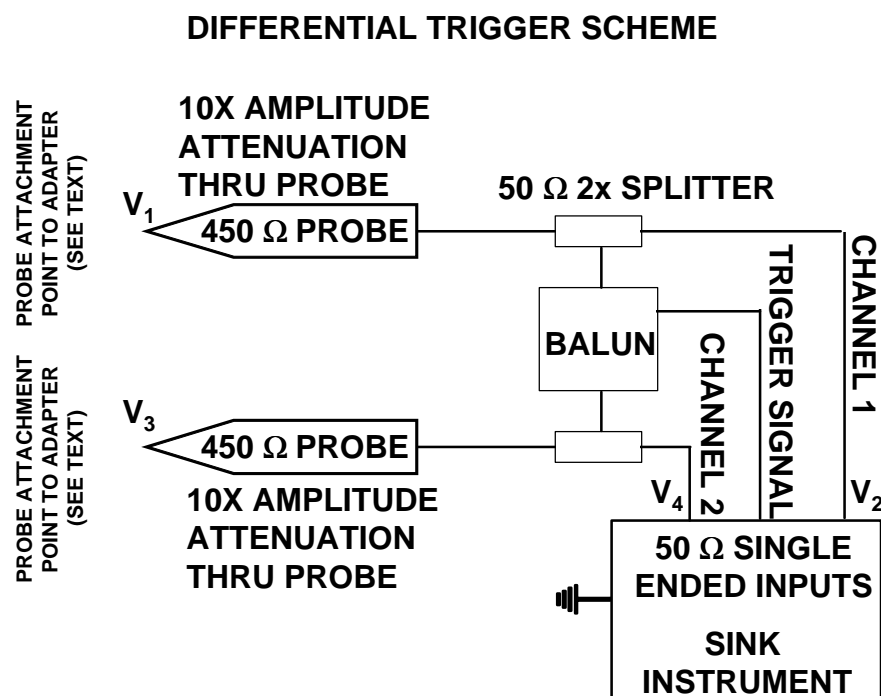 DIFFERENTIAL TRIGGER SCHEME
PROBE ATTACHMENT
POINT TO ADAPTER
(SEE TEXT)
10X AMPLITUDE
ATTENUATION
THRU PROBE
V1
450 Ω PROBE
50 Ω 2x SPLITTER
BALUN
CHANNEL 1
TRIGGER SIGNAL
CHANNEL 2
PROBE ATTACHMENT
POINT TO ADAPTER
(SEE TEXT)
V3
450 Ω PROBE
10X AMPLITUDE
ATTENUATION
THRU PROBE
V4
V2
50 Ω SINGLE
ENDED INPUTS
SINK
INSTRUMENT